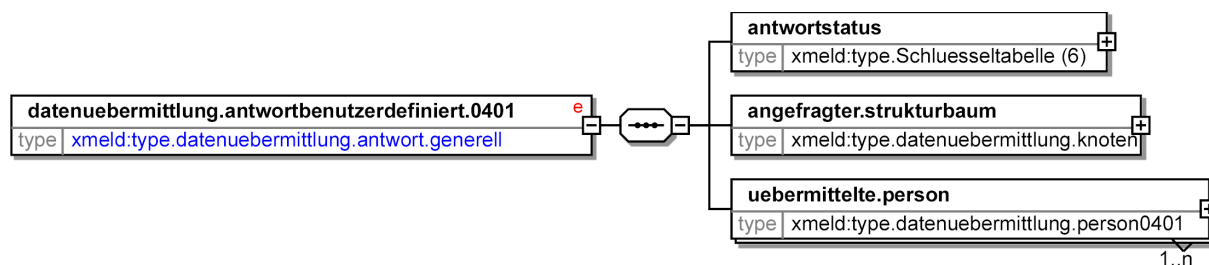 antwortstatus
type xmeld:type.Schluesseltabelle (6)
datenuebermittlung.antwortbenutzerdefiniert.0401 e
type xmeld:type.datenuebermittlung.antwort.generell
angefragter.strukturbaum
type xmeld:type.datenuebermittlung.knoten
uebermittelte.person
type xmeld:type.datenuebermittlung.person0401
1..n